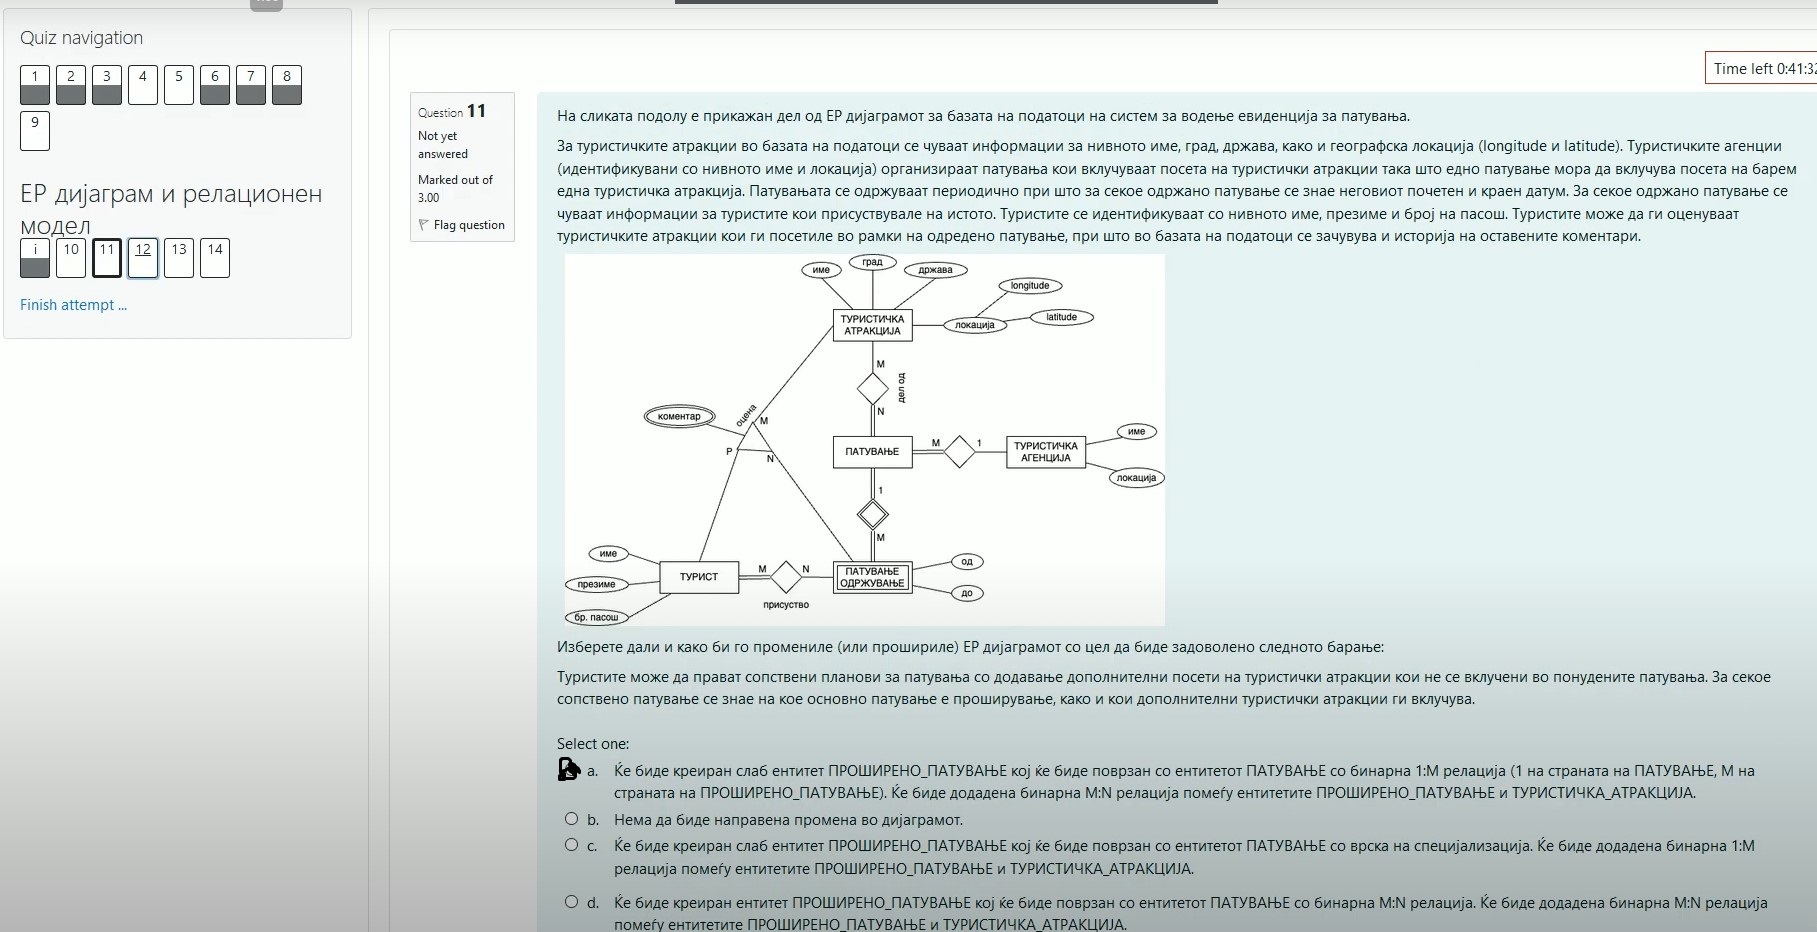 Quiz navigation
1 2 3 4 5 6 7 8
9
ЕР дијаграм и релационен
модел
i 10 11 12 13 14
Finish attempt ...
Time left 0:41:32
Question 11
Not yet
answered
Marked out of
3.00
Flag question
На сликата подолу е прикажан дел од ЕР дијаграмот за базата на податоци на систем за водење евиденција за патувања.
За туристичките атракции во базата на податоци се чуваат информации за нивното име, град, држава, како и географска локација (longitude и latitude). Туристичките агенции
(идентификувани со нивното име и локација) организираат патувања кои вклучуваат посета на туристички атракции така што едно патување мора да вклучува посета на барем
една туристичка атракција. Патувањата се одржуваат периодично при што за секое одржано патување се знае неговиот почетен и краен датум. За секое одржано патување се
чуваат информации за туристите кои присуствувале на истото. Туристите се идентификуваат со нивното име, презиме и број на пасош. Туристите може да ги оценуваат
туристичките атракции кои ги посетиле во рамки на одредено патување, при што во базата на податоци се зачувува и историја на оставените коментари.
име
град
држава
longitude
latitude
локација
ТУРИСТИЧКА
АТРАКЦИЈА
M
дел од
N
коментар
оцена
M
P
N
ПАТУВАЊЕ
M
1
ТУРИСТИЧКА
АГЕНЦИЈА
име
локација
1
M
име
презиме
бр. пасош
ТУРИСТ
M
N
присуство
ПАТУВАЊЕ
ОДРЖУВАЊЕ
од
до
Изберете дали и како би го промениле (или прошириле) ЕР дијаграмот со цел да биде задоволено следното барање:
Туристите може да прават сопствени планови за патувања со додавање дополнителни посети на туристички атракции кои не се вклучени во понудените патувања. За секое
сопствено патување се знае на кое основно патување е проширување, како и кои дополнителни туристички атракции ги вклучува.
Select one:
a. Ќе биде креиран слаб ентитет ПРОШИРЕНО_ПАТУВАЊЕ кој ќе биде поврзан со ентитетот ПАТУВАЊЕ со бинарна 1:M релација (1 на страната на ПАТУВАЊЕ, M на
страната на ПРОШИРЕНО_ПАТУВАЊЕ). Ќе биде додадена бинарна M:N релација помеѓу ентитетите ПРОШИРЕНО_ПАТУВАЊЕ и ТУРИСТИЧКА_АТРАКЦИЈА.
b. Нема да биде направена промена во дијаграмот.
c. Ќе биде креиран слаб ентитет ПРОШИРЕНО_ПАТУВАЊЕ кој ќе биде поврзан со ентитетот ПАТУВАЊЕ со врска на специјализација. Ќе биде додадена бинарна 1:M
релација помеѓу ентитетите ПРОШИРЕНО_ПАТУВАЊЕ и ТУРИСТИЧКА_АТРАКЦИЈА.
d. Ќе биде креиран ентитет ПРОШИРЕНО_ПАТУВАЊЕ кој ќе биде поврзан со ентитетот ПАТУВАЊЕ со бинарна M:N релација. Ќе биде додадена бинарна M:N релација
помеѓу ентитетите ПРОШИРЕНО_ПАТУВАЊЕ и ТУРИСТИЧКА_АТРАКЦИЈА.